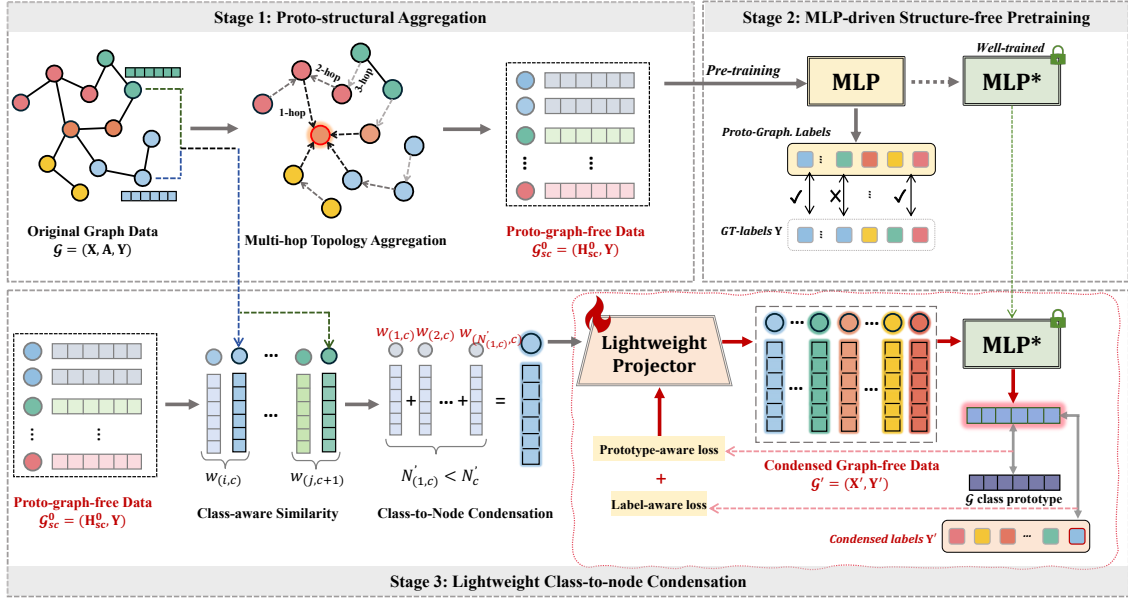 Stage 1: Proto-structural Aggregation
Stage 2: MLP-driven Structure-free Pretraining
2-hop
3-hop
1-hop
Original Graph Data
𝒢 = (X, A, Y)
Multi-hop Topology Aggregation
Proto-graph-free Data
𝒢⁰_sc = (H⁰_sc, Y)
Pre-training
MLP
Well-trained
MLP*
Proto-Graph. Labels
✓
✗
✓
GT-labels Y
Proto-graph-free Data
𝒢⁰_sc = (H⁰_sc, Y)
w_(i,c)
w_(j,c+1)
Class-aware Similarity
w_(1,c) w_(2,c) w_(N'_(1,c),c)
+ + ... + =
N'_(1,c) < N'_c
Class-to-Node Condensation
Lightweight
Projector
Prototype-aware loss
+
Label-aware loss
Condensed Graph-free Data
𝒢' = (X', Y')
MLP*
𝒢 class prototype
Condensed labels Y'
Stage 3: Lightweight Class-to-node Condensation